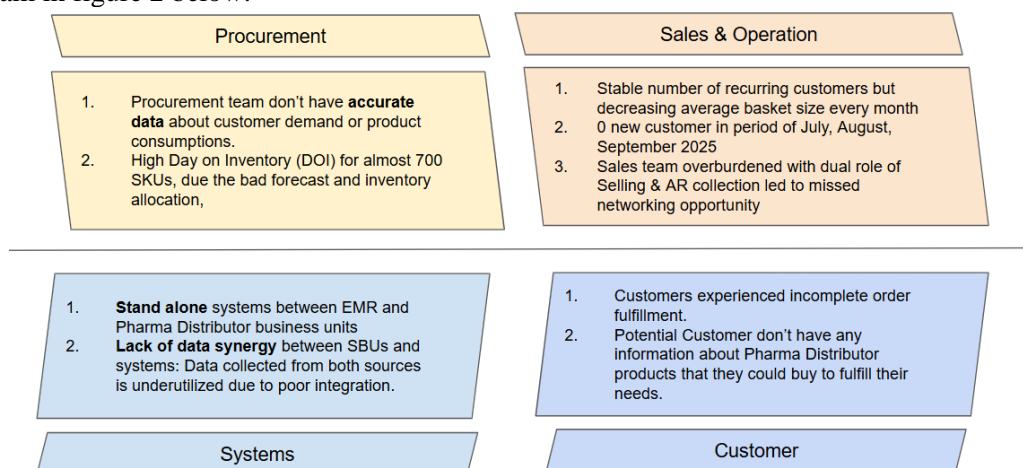 Procurement
1. Procurement team don't have accurate
data about customer demand or product
consumptions.
2. High Day on Inventory (DOI) for almost 700
SKUs, due the bad forecast and inventory
allocation,
Sales & Operation
1. Stable number of recurring customers but
decreasing average basket size every month
2. 0 new customer in period of July, August,
September 2025
3. Sales team overburdened with dual role of
Selling & AR collection led to missed
networking opportunity
1. Stand alone systems between EMR and
Pharma Distributor business units
2. Lack of data synergy between SBUs and
systems: Data collected from both sources
is underutilized due to poor integration.
Systems
1. Customers experienced incomplete order
fulfillment.
2. Potential Customer don't have any
information about Pharma Distributor
products that they could buy to fulfill their
needs.
Customer